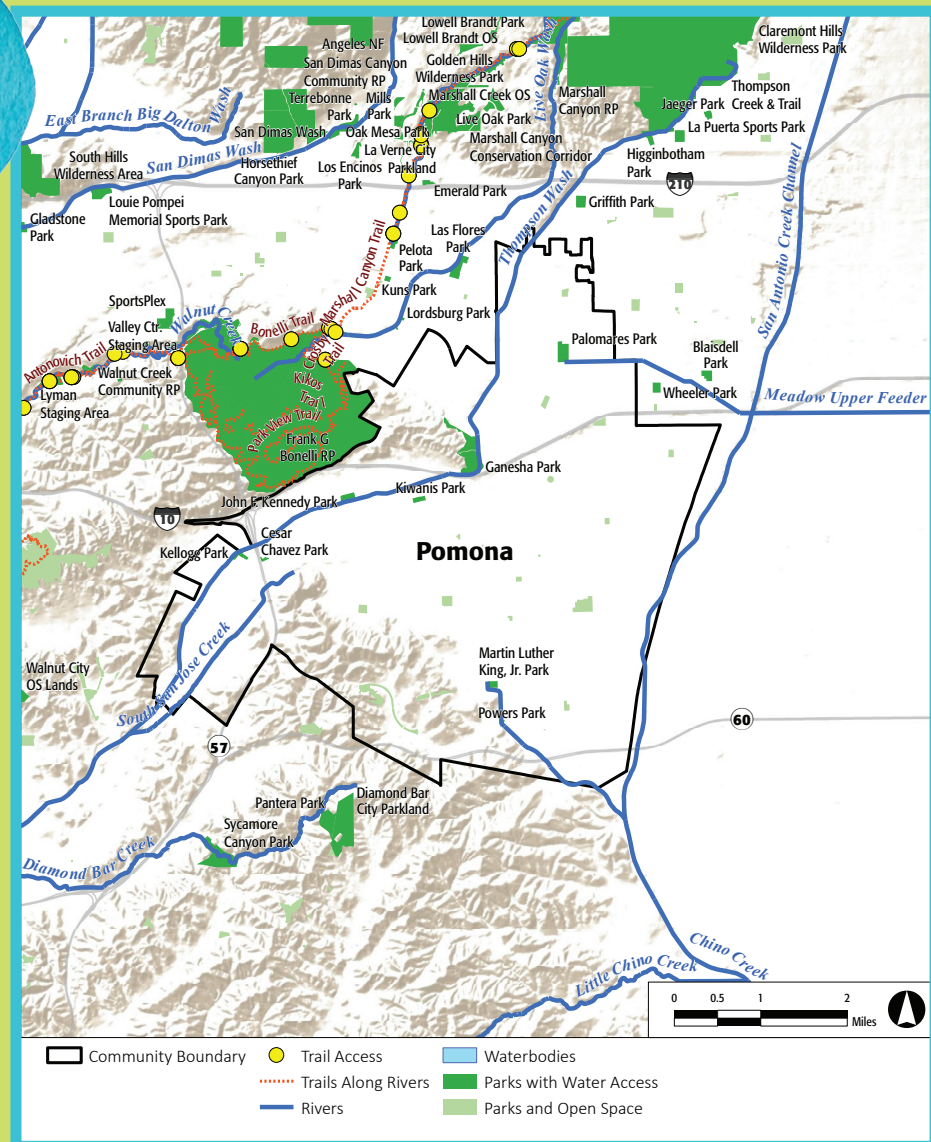 Lowell Brandt Park
Lowell Brandt OS
Claremont Hills
Wilderness Park
Angeles NF
San Dimas Canyon
Community RP
Golden Hills
Wilderness Park
Live Oak Wash
Terrebonne
Park
Mills
Park
Marshall Creek OS
Marshall
Canyon RP
Thompson
Creek & Trail
Jaeger Park
La Puerta Sports Park
East Branch Big Dalton Wash
San Dimas Wash
Oak Mesa Park
Live Oak Park
La Verne City
Parkland
Marshall Canyon
Conservation Corridor
South Hills
Wilderness Area
San Dimas Wash
Horsethief
Canyon Park
Los Encinos
Park
Higginbotham
Park
210
Emerald Park
Griffith Park
Gladstone
Park
Louie Pompei
Memorial Sports Park
Thompson Wash
San Antonio Creek Channel
Las Flores
Park
Pelota
Park
Marshall Canyon Trail
Kuns Park
Lordsburg Park
SportsPlex
Walnut Creek
Bonelli Trail
Valley Ctr.
Staging Area
Antonovich Trail
Crosby Trail
Palomares Park
Blaisdell
Park
Walnut Creek
Community RP
Lyman
Staging Area
Kikos
Trail
Wheeler Park
Meadow Upper Feeder
Park View Trail
Frank G
Bonelli RP
Ganesha Park
Kiwanis Park
John F. Kennedy Park
10
Cesar
Chavez Park
Kellogg Park
Pomona
Martin Luther
King, Jr. Park
Walnut City
OS Lands
South San Jose Creek
Powers Park
60
57
Pantera Park
Diamond Bar
City Parkland
Sycamore
Canyon Park
Diamond Bar Creek
Chino Creek
Little Chino Creek
0 0.5 1 2
Miles
Community Boundary
Trail Access
Waterbodies
Trails Along Rivers
Parks with Water Access
Rivers
Parks and Open Space